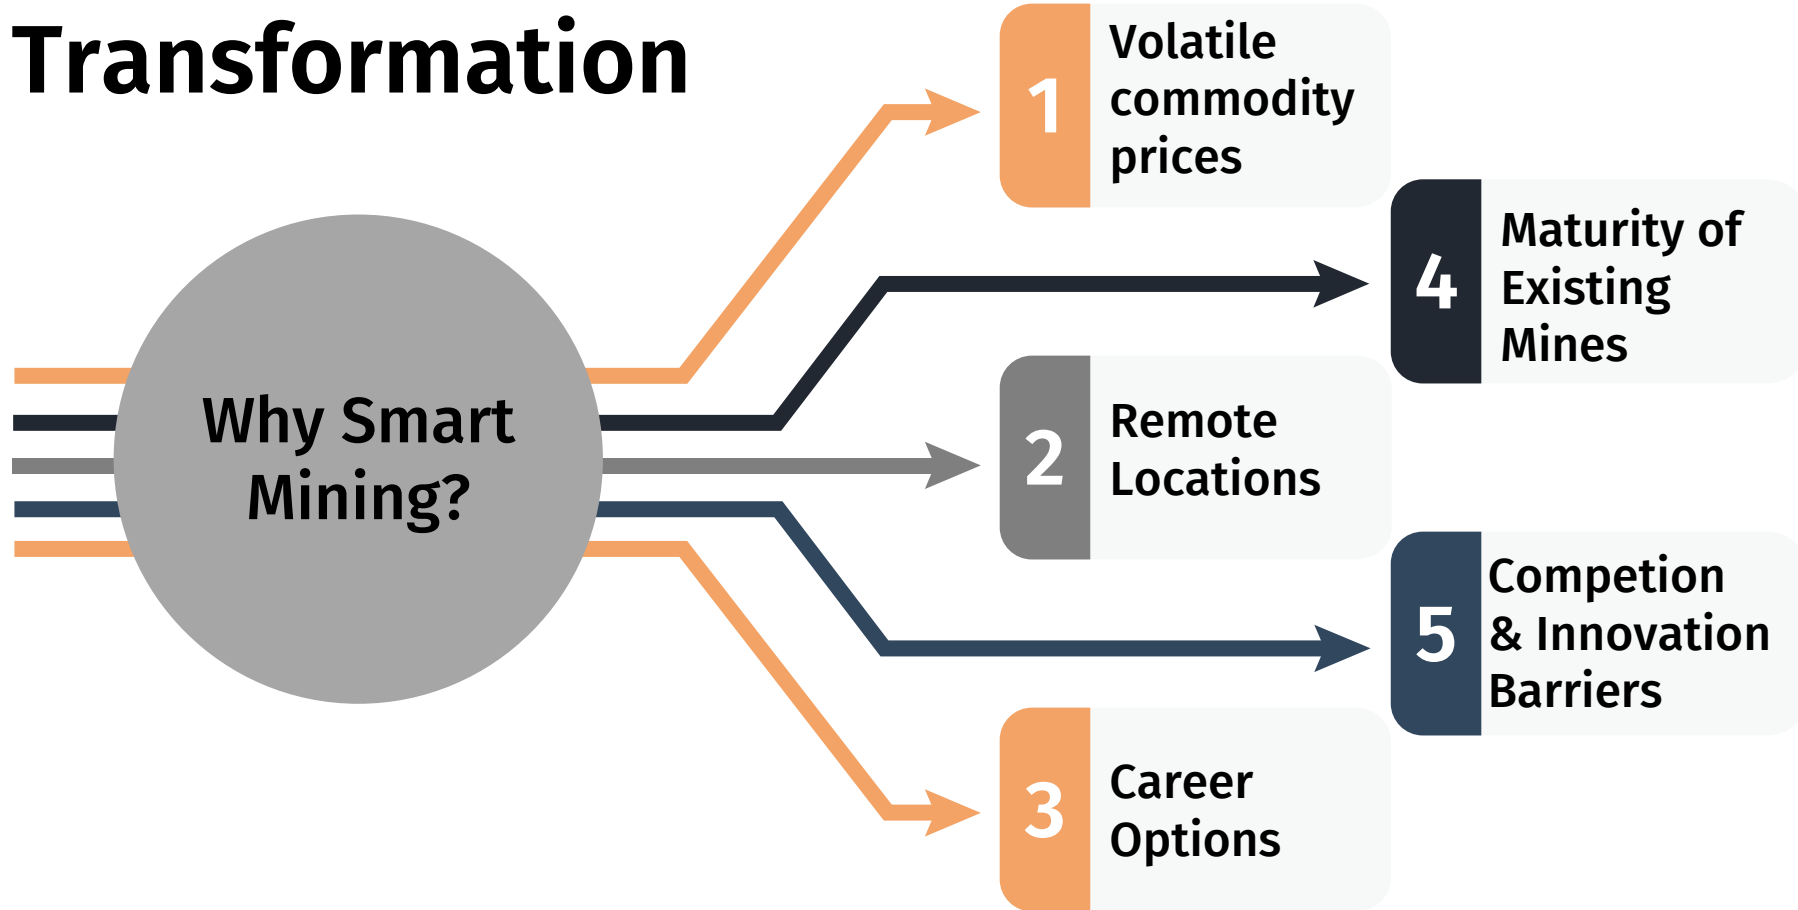 Transformation
Why Smart
Mining?
1
Volatile
commodity
prices
2
Remote
Locations
3
Career
Options
4
Maturity of
Existing
Mines
5
Competion
& Innovation
Barriers